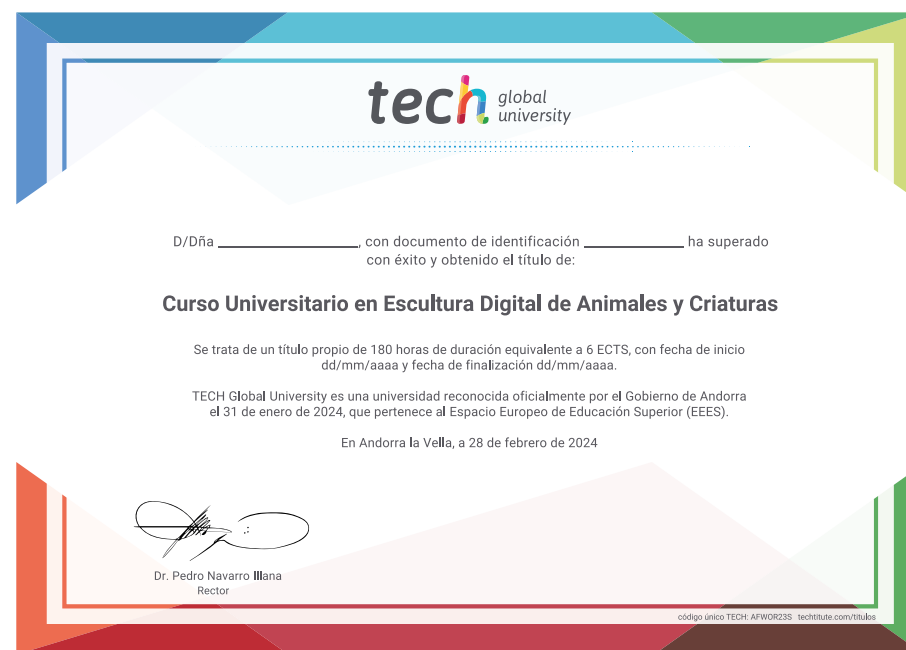 tech global university
D/Dña ____________________, con documento de identificación ______________ ha superado
con éxito y obtenido el título de:
Curso Universitario en Escultura Digital de Animales y Criaturas
Se trata de un título propio de 180 horas de duración equivalente a 6 ECTS, con fecha de inicio
dd/mm/aaaa y fecha de finalización dd/mm/aaaa.
TECH Global University es una universidad reconocida oficialmente por el Gobierno de Andorra
el 31 de enero de 2024, que pertenece al Espacio Europeo de Educación Superior (EEES).
En Andorra la Vella, a 28 de febrero de 2024
Dr. Pedro Navarro Illana
Rector
código único TECH: AFWOR23S techtitute.com/titulos